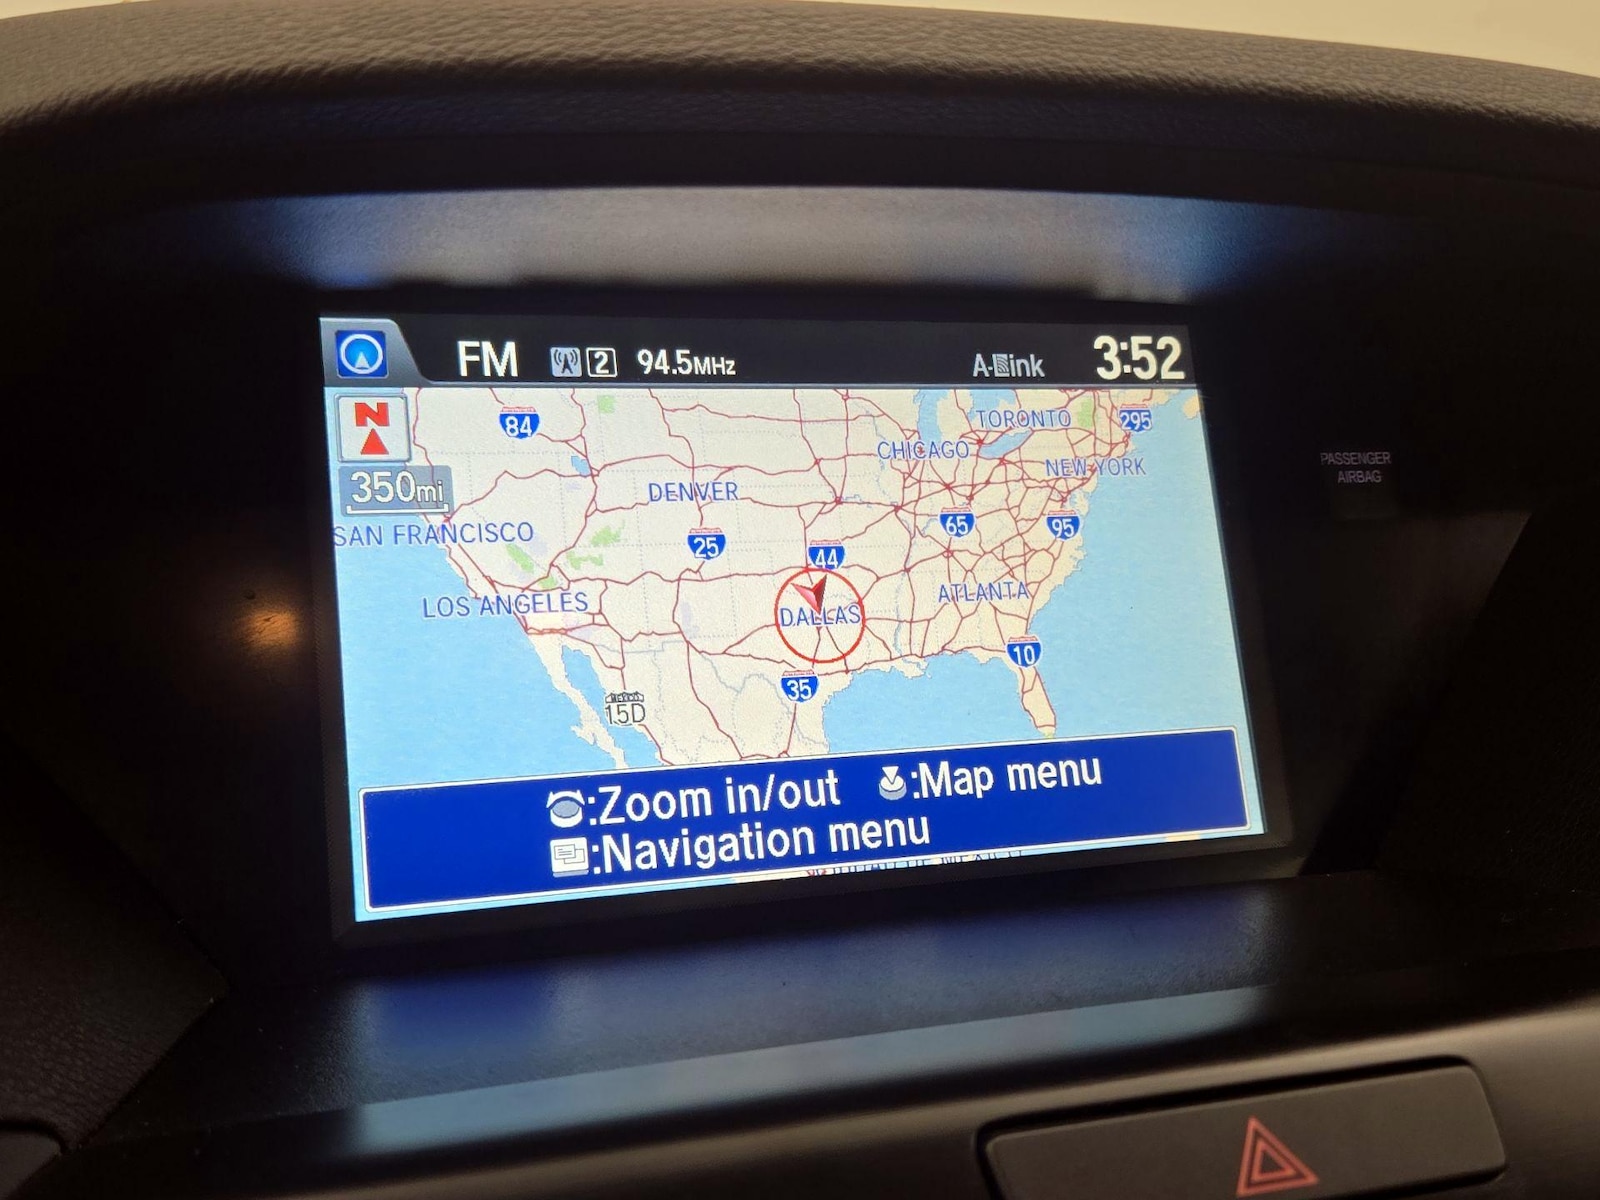 FM 2 94.5MHz A-Link 3:52
N
350mi
84
TORONTO
295
CHICAGO
NEW YORK
DENVER
SAN FRANCISCO
65
95
25
44
LOS ANGELES
ATLANTA
DALLAS
10
35
MEXICO
15D
:Zoom in/out :Map menu
:Navigation menu
PASSENGER
AIRBAG